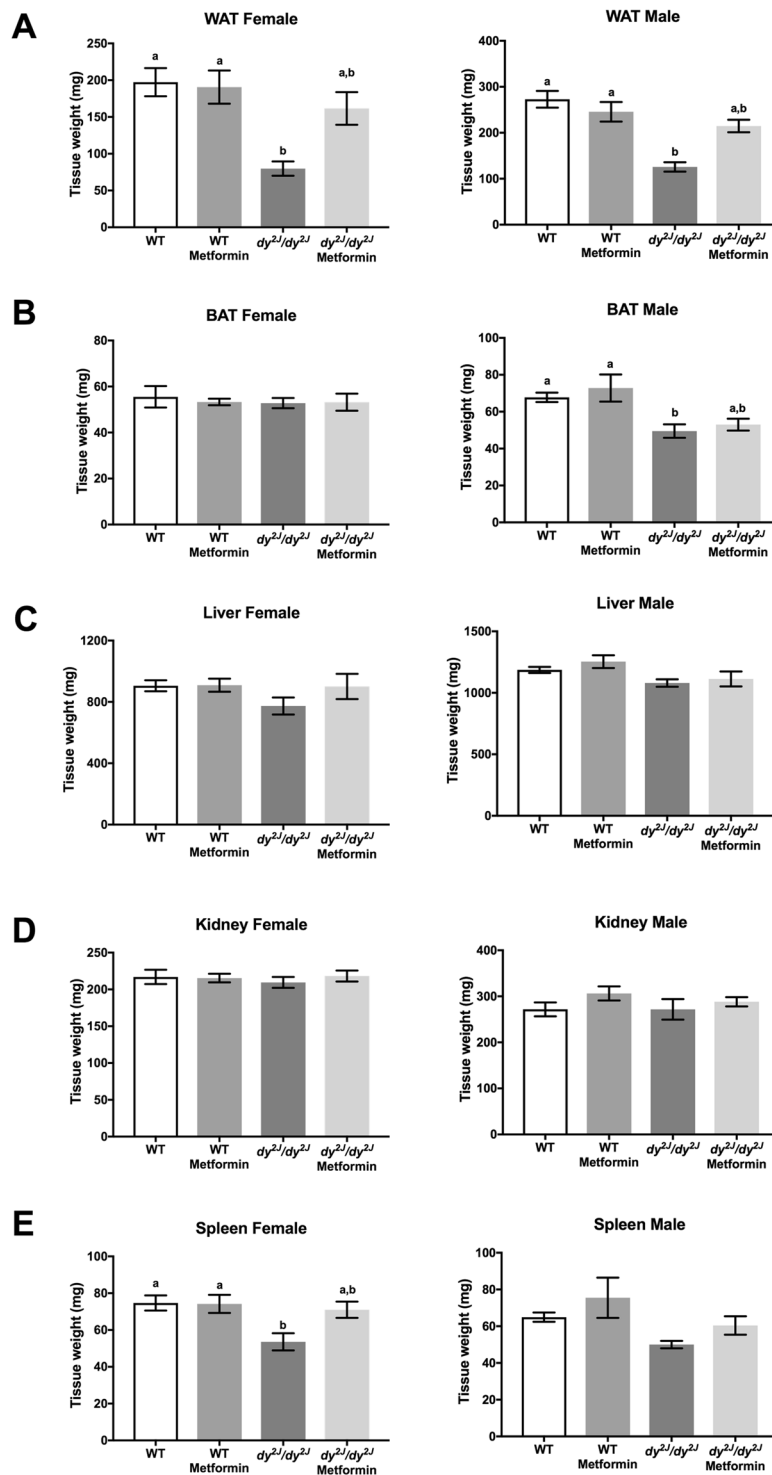 A
WAT Female
Tissue weight (mg)
250
200
150
100
50
0
a
a
b
a,b
WT
WT
Metformin
dy2J/dy2J
dy2J/dy2J
Metformin
WAT Male
Tissue weight (mg)
400
300
200
100
0
a
a
b
a,b
WT
WT
Metformin
dy2J/dy2J
dy2J/dy2J
Metformin
B
BAT Female
Tissue weight (mg)
80
60
40
20
0
WT
WT
Metformin
dy2J/dy2J
dy2J/dy2J
Metformin
BAT Male
Tissue weight (mg)
100
80
60
40
20
0
a
a
b
a,b
WT
WT
Metformin
dy2J/dy2J
dy2J/dy2J
Metformin
C
Liver Female
Tissue weight (mg)
1200
800
400
0
WT
WT
Metformin
dy2J/dy2J
dy2J/dy2J
Metformin
Liver Male
Tissue weight (mg)
1500
1000
500
0
WT
WT
Metformin
dy2J/dy2J
dy2J/dy2J
Metformin
D
Kidney Female
Tissue weight (mg)
250
200
150
100
50
0
WT
WT
Metformin
dy2J/dy2J
dy2J/dy2J
Metformin
Kidney Male
Tissue weight (mg)
400
300
200
100
0
WT
WT
Metformin
dy2J/dy2J
dy2J/dy2J
Metformin
E
Spleen Female
Tissue weight (mg)
100
80
60
40
20
0
a
a
b
a,b
WT
WT
Metformin
dy2J/dy2J
dy2J/dy2J
Metformin
Spleen Male
Tissue weight (mg)
100
80
60
40
20
0
WT
WT
Metformin
dy2J/dy2J
dy2J/dy2J
Metformin